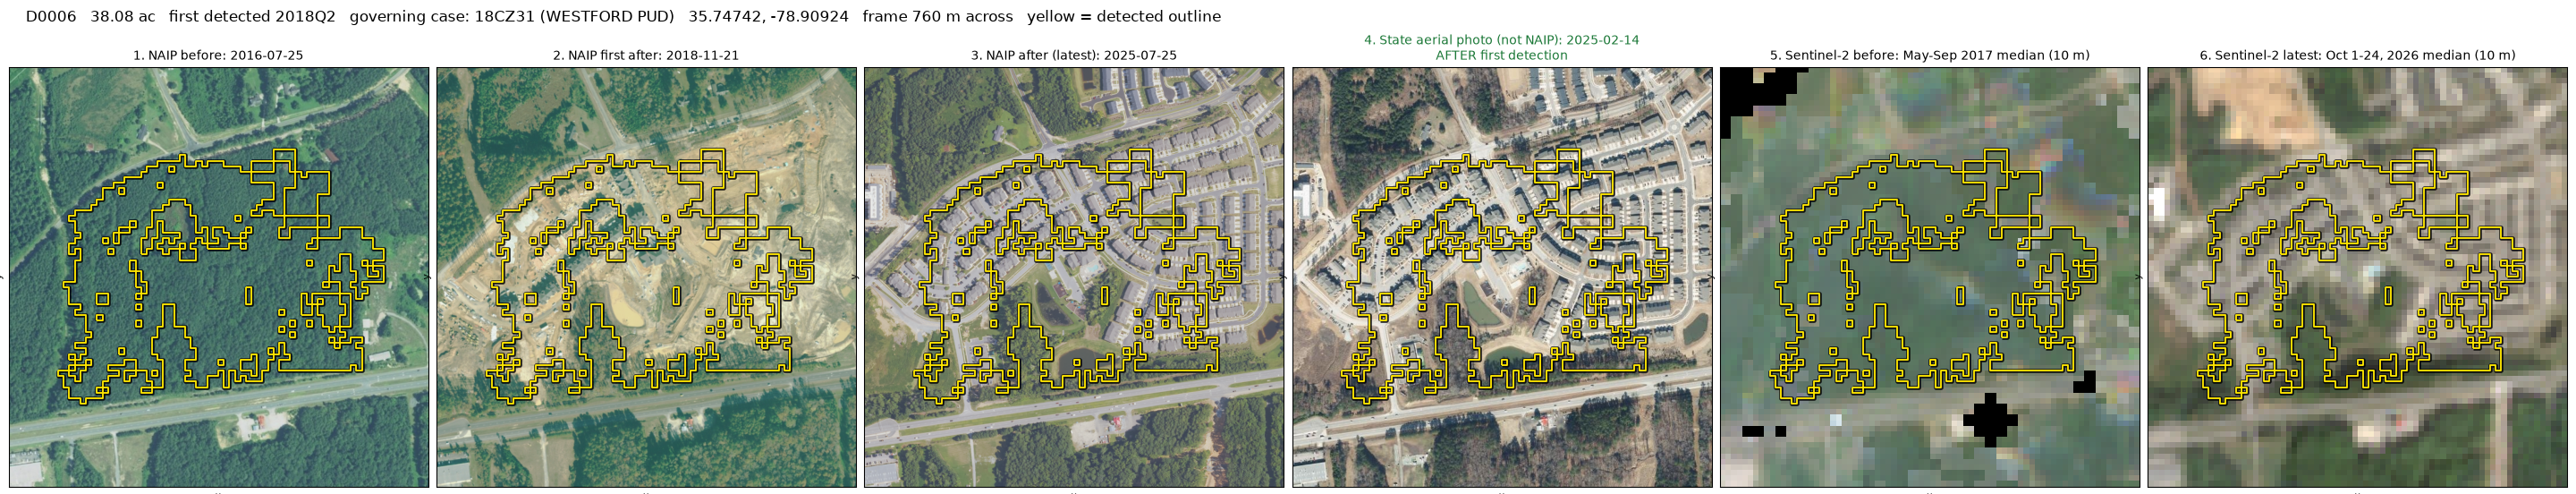 D0006   38.08 ac   first detected 2018Q2   governing case: 18CZ31 (WESTFORD PUD)   35.74742, -78.90924   frame 760 m across   yellow = detected outline
1. NAIP before: 2016-07-25
2. NAIP first after: 2018-11-21
3. NAIP after (latest): 2025-07-25
4. State aerial photo (not NAIP): 2025-02-14
AFTER first detection
5. Sentinel-2 before: May-Sep 2017 median (10 m)
6. Sentinel-2 latest: Oct 1-24, 2026 median (10 m)